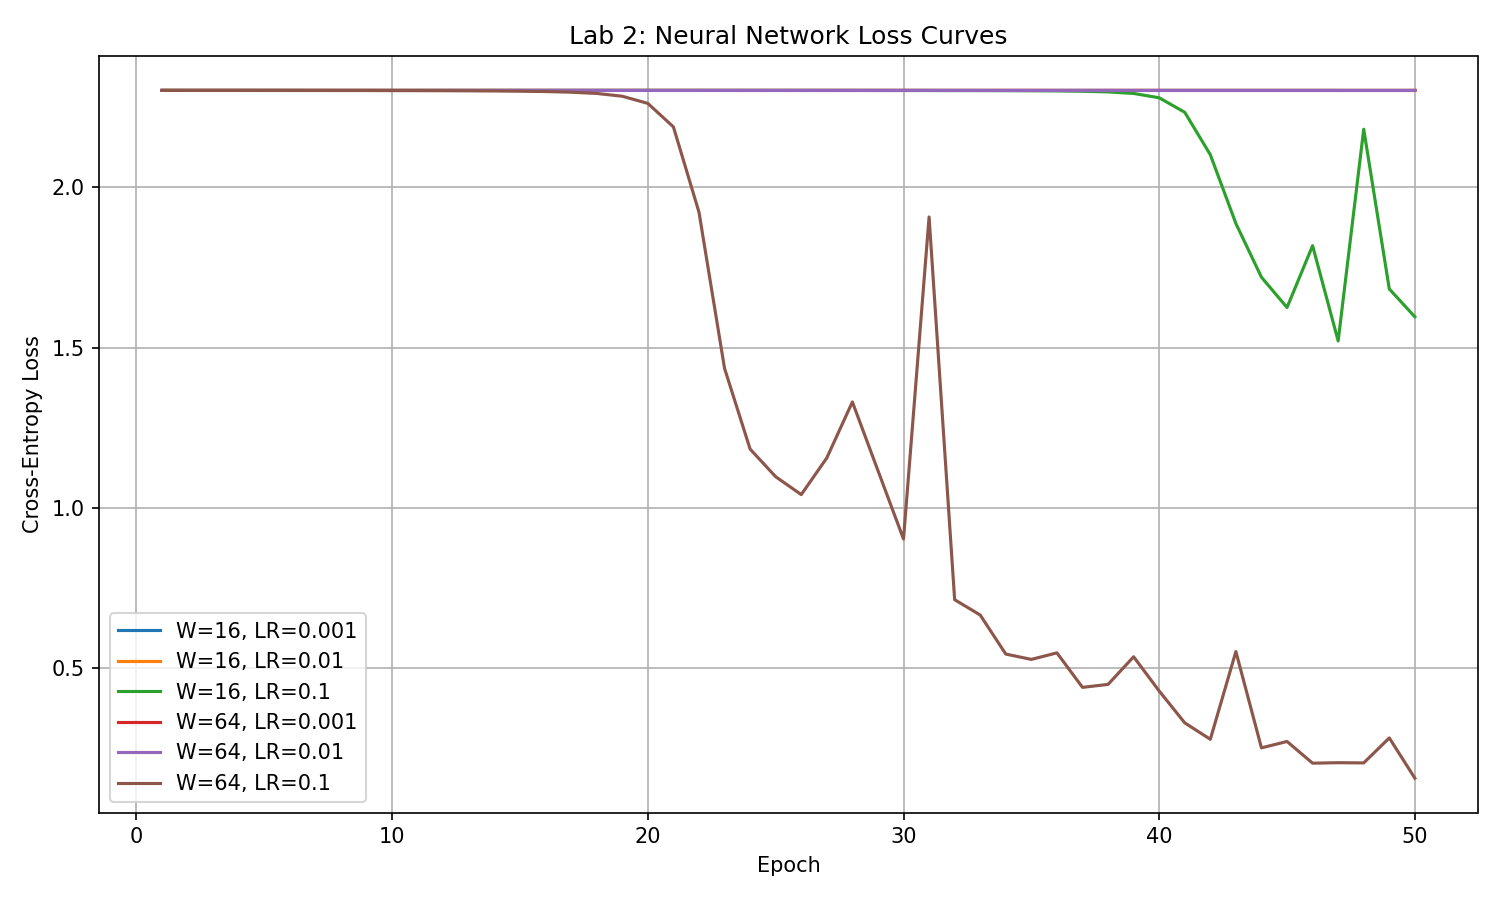 Lab 2: Neural Network Loss Curves
Cross-Entropy Loss
2.0
1.5
1.0
0.5
W=16, LR=0.001
W=16, LR=0.01
W=16, LR=0.1
W=64, LR=0.001
W=64, LR=0.01
W=64, LR=0.1
0 10 20 30 40 50
Epoch